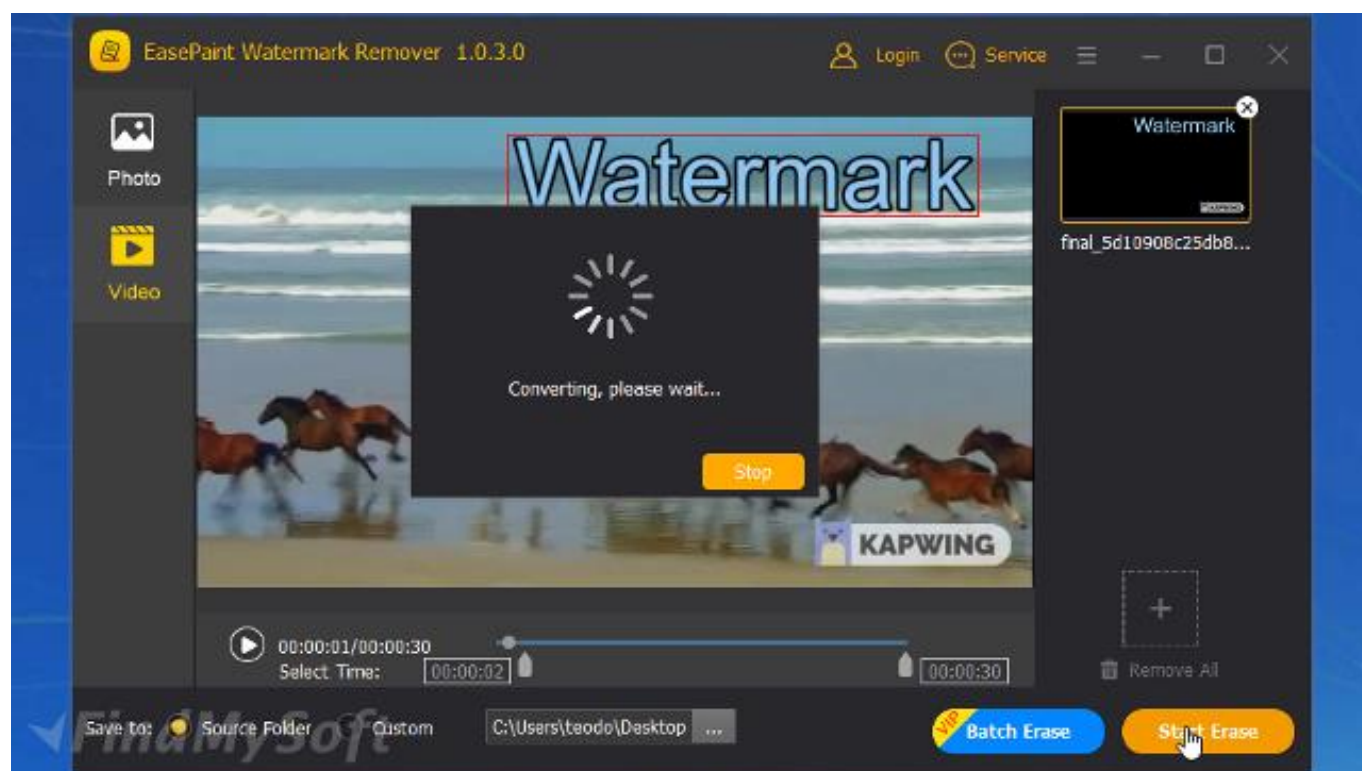 EasePaint Watermark Remover 1.0.3.0
Login
Service
Photo
Video
Watermark
Converting, please wait...
Stop
KAPWING
Watermark
KAPWING
final_5d10908c25db8...
00:00:01/00:00:30
Select Time:
00:00:02
00:00:30
Remove All
Save to:
Source Folder
Custom
C:\Users\teodo\Desktop
...
VIP
Batch Erase
Start Erase
FindMySoft